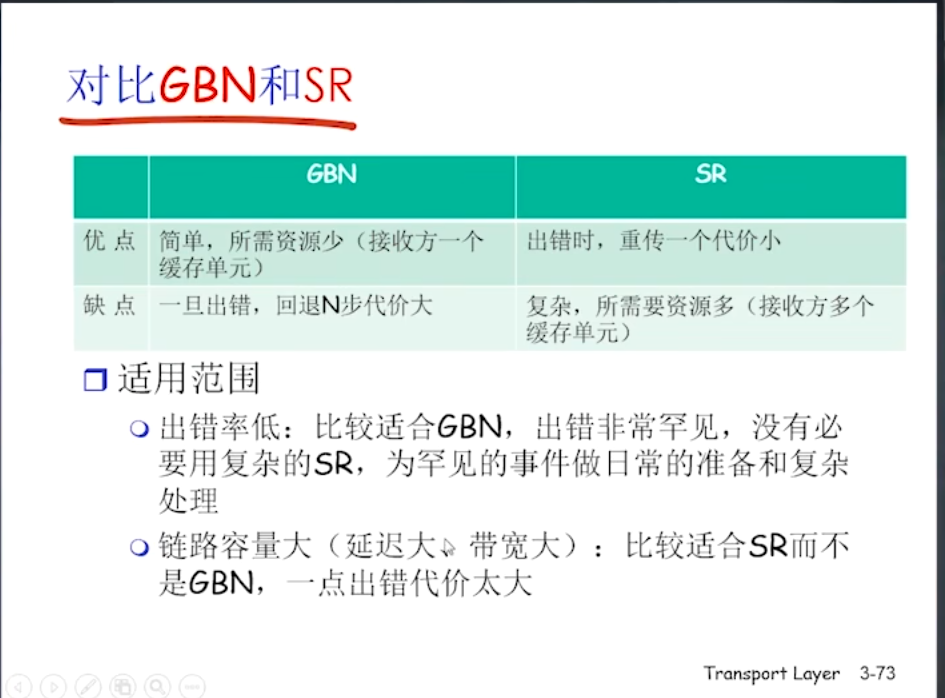 对比GBN和SR
GBN SR
优 点 简单，所需资源少（接收方一个
缓存单元）
出错时，重传一个代价小
缺 点 一旦出错，回退N步代价大
复杂，所需要资源多（接收方多个
缓存单元）
适用范围
出错率低：比较适合GBN，出错非常罕见，没有必
要用复杂的SR，为罕见的事件做日常的准备和复杂
处理
链路容量大（延迟大、带宽大）：比较适合SR而不
是GBN，一点出错代价太大
Transport Layer 3-73